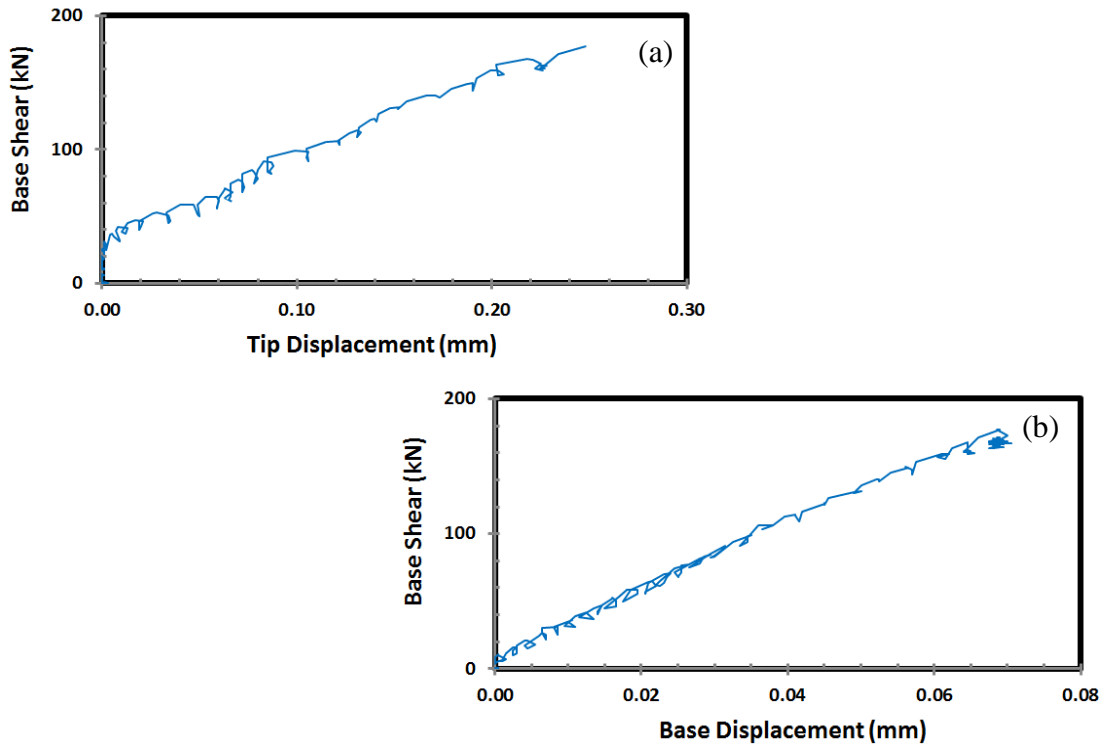 200
(a)
Base Shear (kN)
100
0
0.00 0.10 0.20 0.30
Tip Displacement (mm)
200
(b)
Base Shear (kN)
100
0
0.00 0.02 0.04 0.06 0.08
Base Displacement (mm)